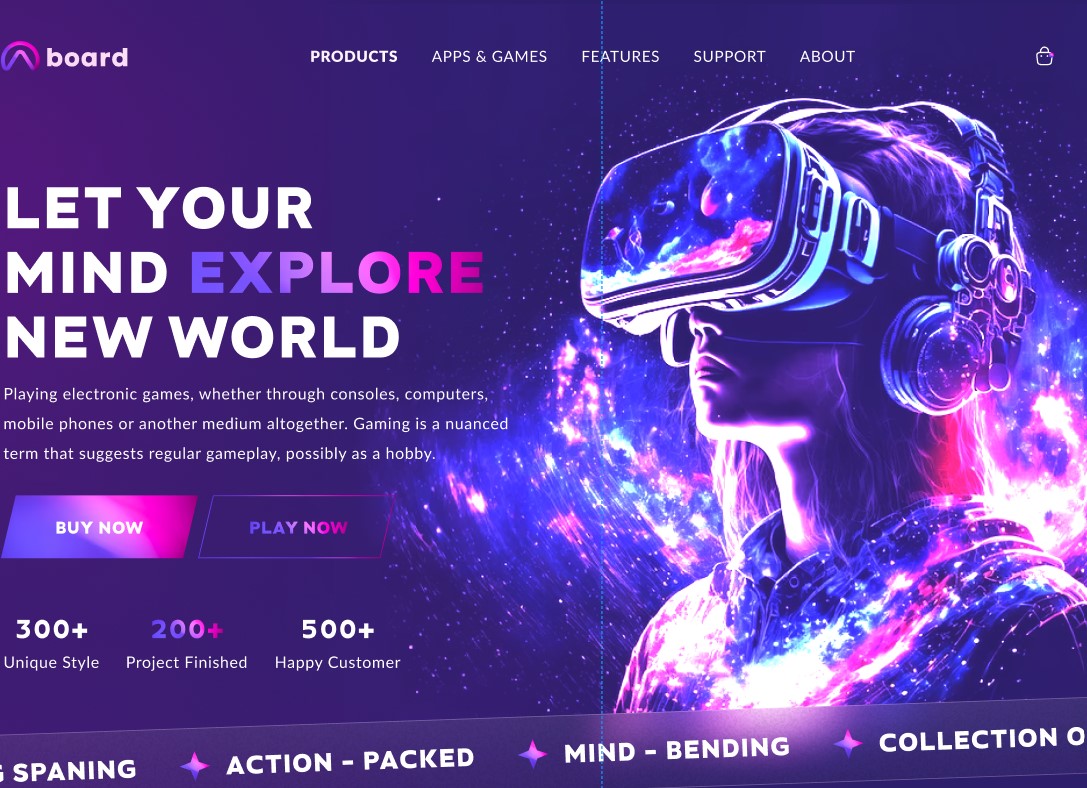 board
PRODUCTS APPS & GAMES FEATURES SUPPORT ABOUT
LET YOUR
MIND EXPLORE
NEW WORLD
Playing electronic games, whether through consoles, computers,
mobile phones or another medium altogether. Gaming is a nuanced
term that suggests regular gameplay, possibly as a hobby.
BUY NOW PLAY NOW
300+ 200+ 500+
Unique Style Project Finished Happy Customer
SPANING ACTION – PACKED MIND – BENDING COLLECTION